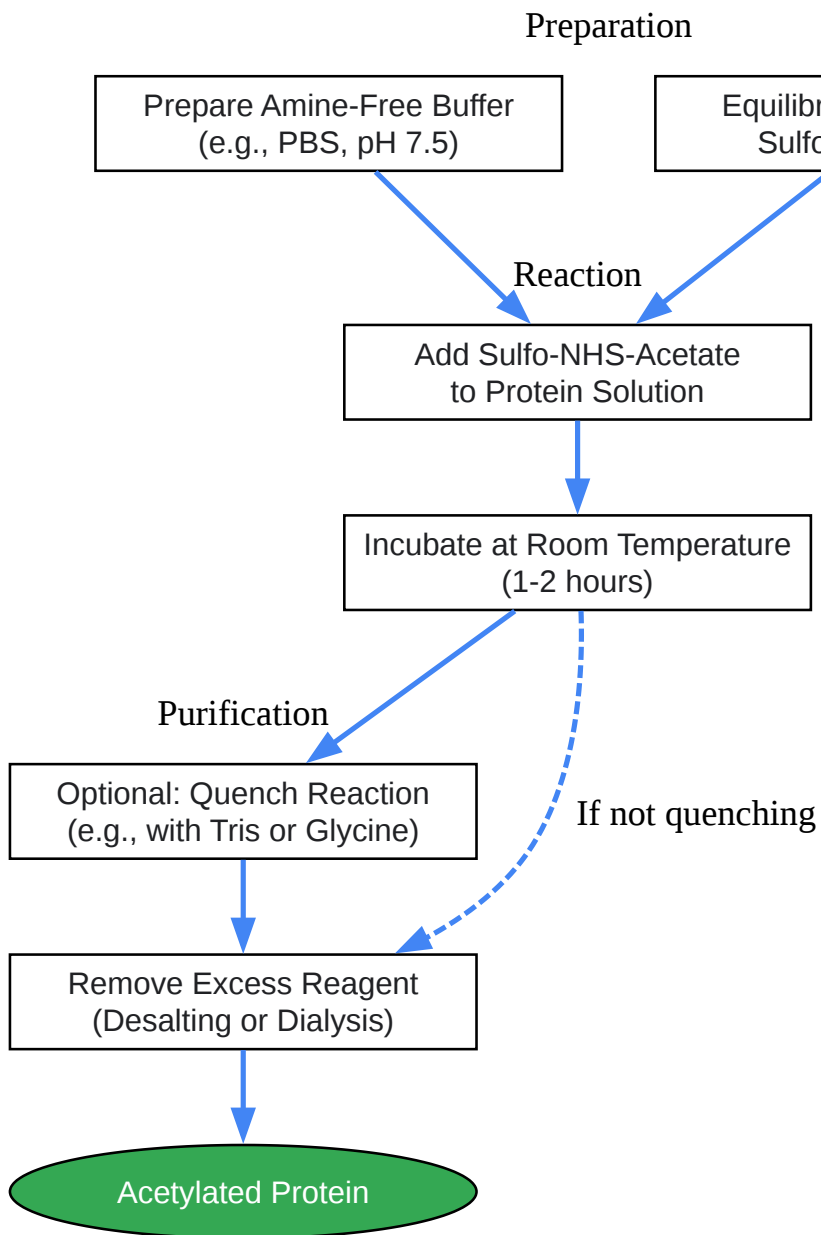 Preparation
Prepare Amine-Free Buffer
(e.g., PBS, pH 7.5)
Reaction
Add Sulfo-NHS-Acetate
to Protein Solution
Incubate at Room Temperature
(1-2 hours)
Purification
Optional: Quench Reaction
(e.g., with Tris or Glycine)
If not quenching
Remove Excess Reagent
(Desalting or Dialysis)
Acetylated Protein